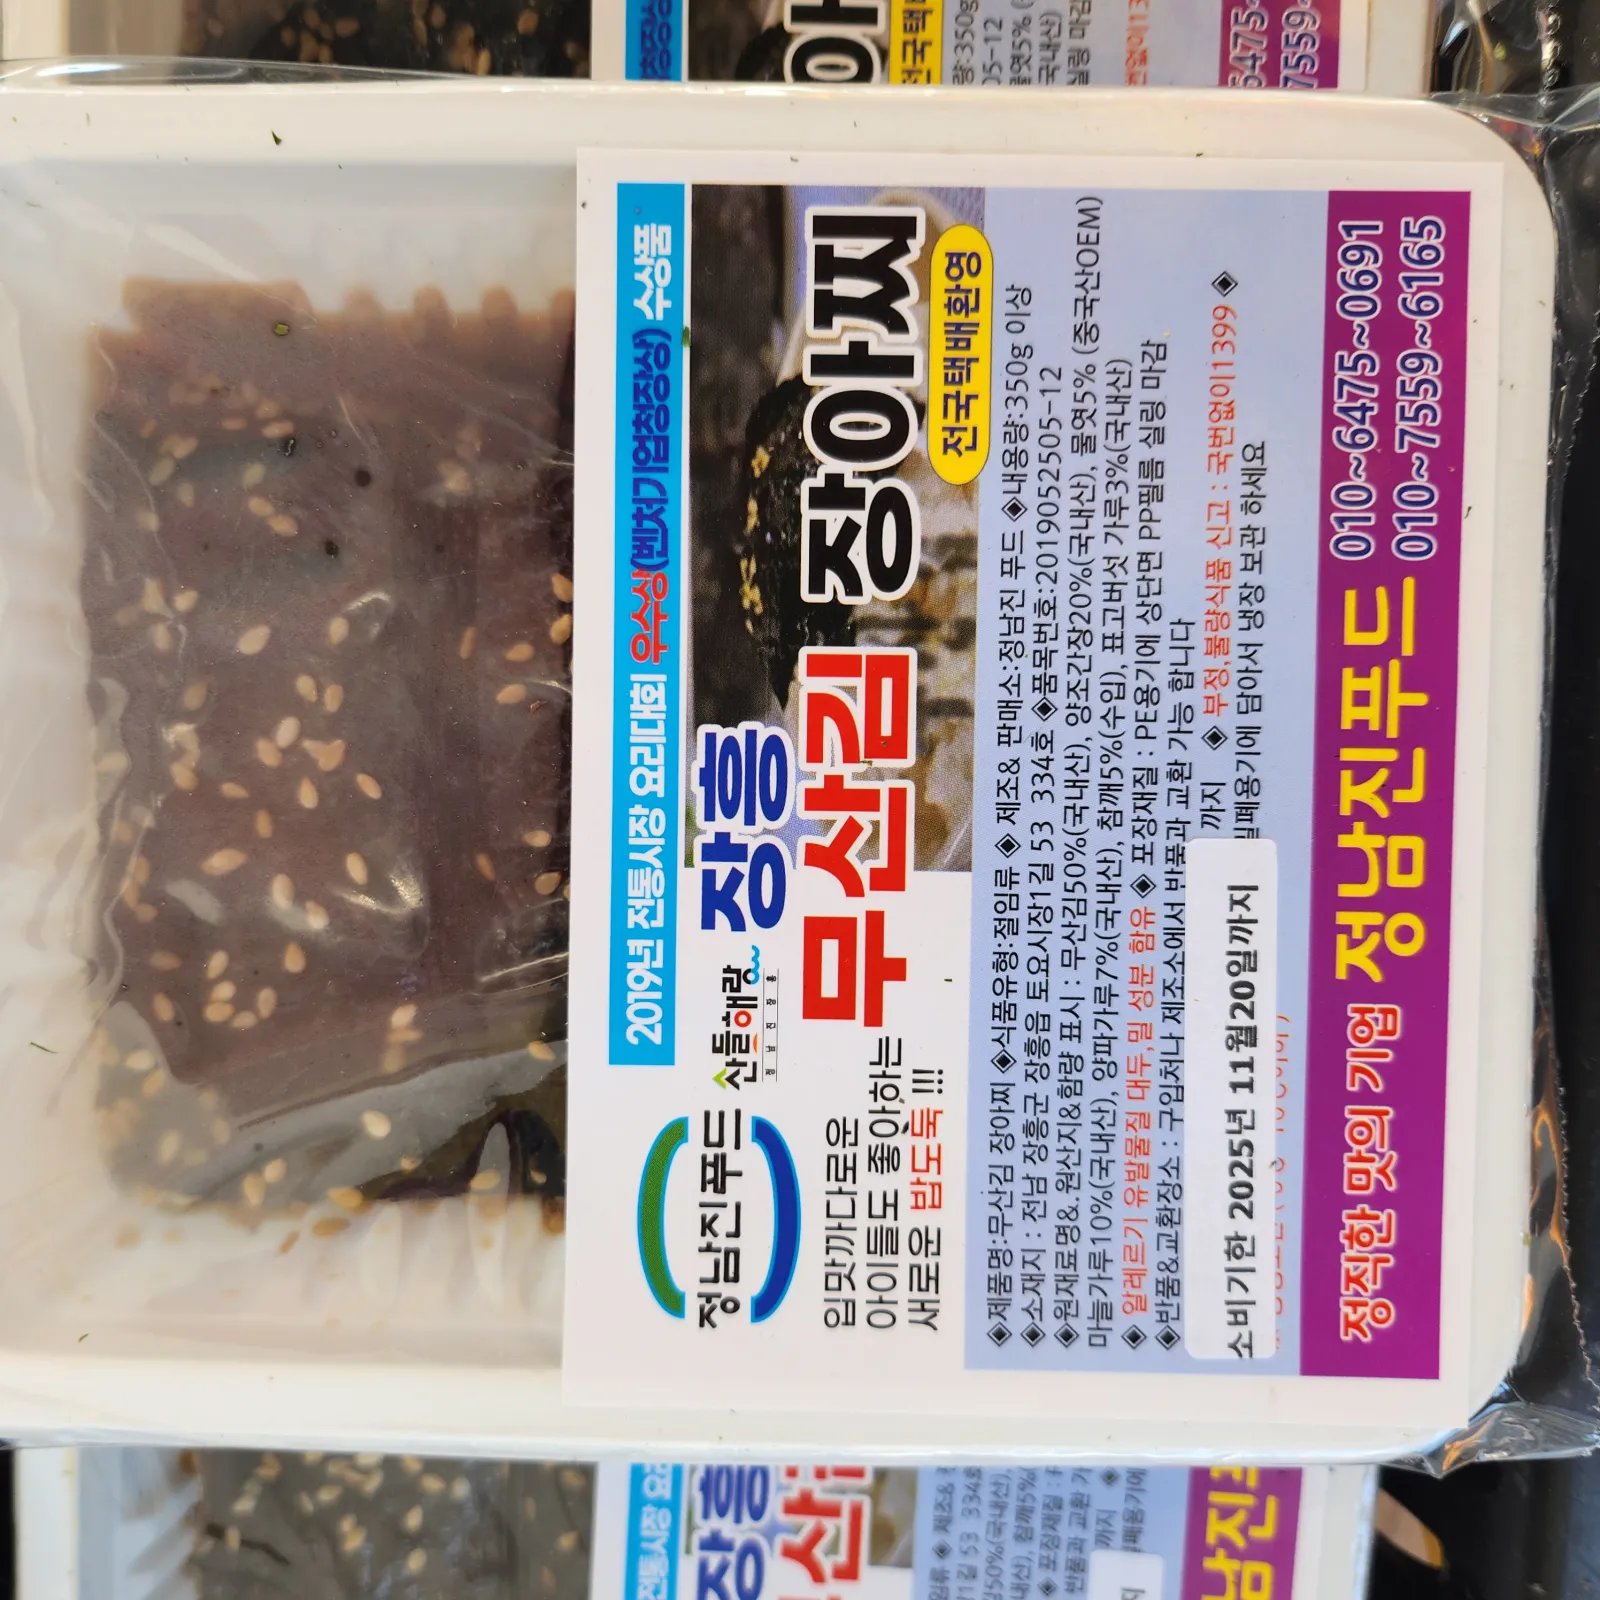 2019년 전통시장 요리대회 우수상(벤처기업청장상) 수상품
정남진푸드
산들해랑
정남진장흥
장흥
무산김 장아찌
전국택배환영
입맛까다로운
아이들도 좋아하는
새로운 밥도둑 !!!
◈제품명:무산김 장아찌 ◈식품유형:절임류 ◈ 제조& 판매소:정남진 푸드 ◈내용량:350g 이상
◈소재지 : 전남 장흥군 장흥읍 토요시장1길 53 334호 ◈품목번호:2019052505-12
◈원재료명&.원산지&함량 표시 : 무산김50%(국내산), 양조간장20%(국내산), 물엿5% (중국산OEM)
마늘가루10%(국내산), 양파가루7%(국내산), 참깨5%(수입), 표고버섯 가루3%(국내산)
◈ 알레르기 유발물질 대두,밀 성분 함유 ◈ 포장재질 : PE용기에 상단면 PP필름 실링 마감
◈반품&교환장소 : 구입처나 제조소에서 반품과 교환 가능 합니다
까지 ◈ 부정,불량식품 신고 : 국번없이1399 ◈
소비기한 2025년 11월20일까지
밀폐용기에 담아서 냉장 보관 하세요
정직한 맛의 기업 정남진푸드
010~6475~0691
010~7559~6165